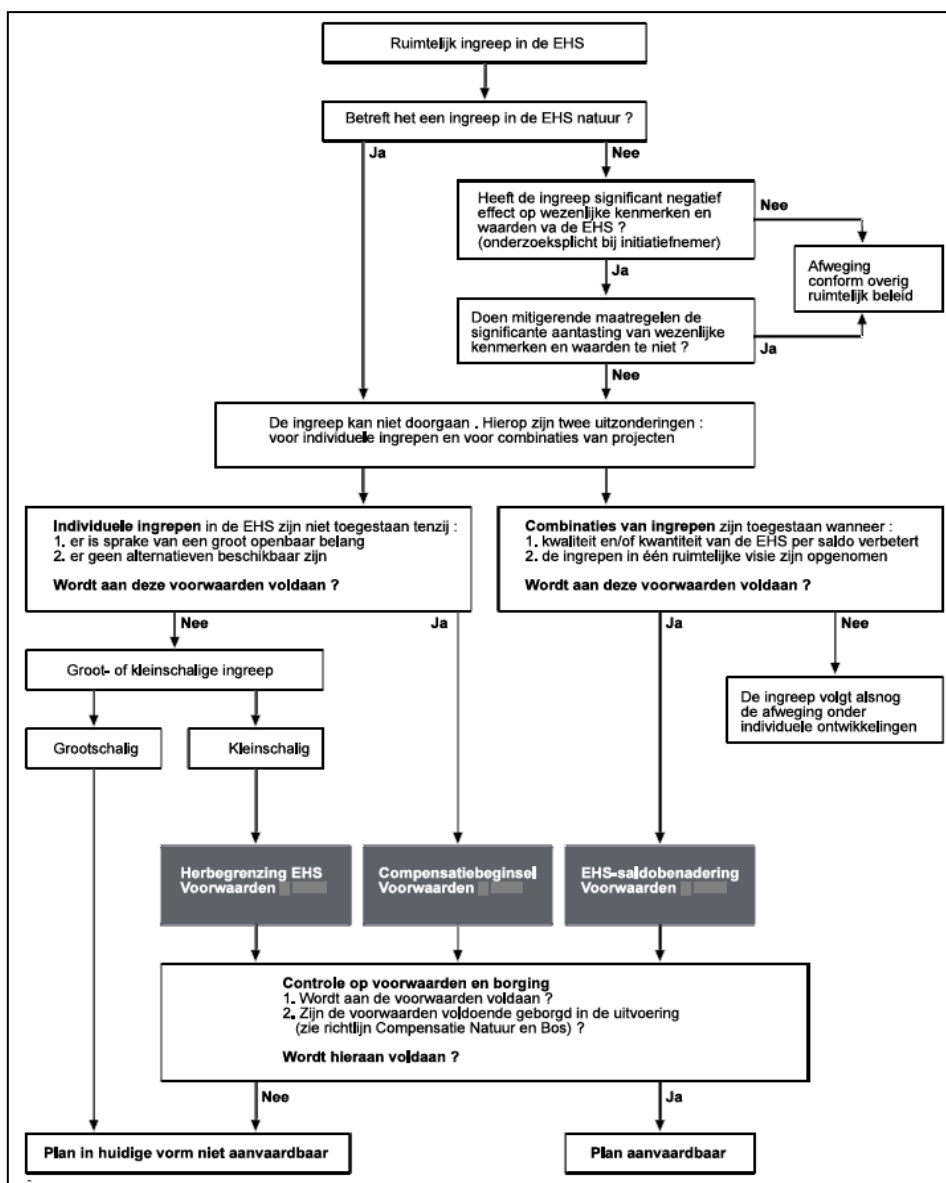 Ruimtelijk ingreep in de EHS
Betreft het een ingreep in de EHS natuur ?
Ja
Nee
Heeft de ingreep significant negatief
effect op wezenlijke kenmerken en
waarden va de EHS ?
(onderzoeksplicht bij initiatiefnemer)
Nee
Ja
Afweging
conform overig
ruimtelijk beleid
Doen mitigerende maatregelen de
significante aantasting van wezenlijke
kenmerken en waarden te niet ?
Ja
Nee
De ingreep kan niet doorgaan . Hierop zijn twee uitzonderingen :
voor individuele ingrepen en voor combinaties van projecten
Individuele ingrepen in de EHS zijn niet toegestaan tenzij :
1. er is sprake van een groot openbaar belang
2. er geen alternatieven beschikbaar zijn
Wordt aan deze voorwaarden voldaan ?
Combinaties van ingrepen zijn toegestaan wanneer :
1. kwaliteit en/of kwantiteit van de EHS per saldo verbetert
2. de ingrepen in één ruimtelijke visie zijn opgenomen
Wordt aan deze voorwaarden voldaan ?
Nee
Ja
Ja
Nee
Groot- of kleinschalige ingreep
De ingreep volgt alsnog
de afweging onder
individuele ontwikkelingen
Grootschalig
Kleinschalig
Herbegrenzing EHS
Voorwaarden
Compensatiebeginsel
Voorwaarden
EHS-saldobenadering
Voorwaarden
Controle op voorwaarden en borging
1. Wordt aan de voorwaarden voldaan ?
2. Zijn de voorwaarden voldoende geborgd in de uitvoering
(zie richtlijn Compensatie Natuur en Bos) ?
Wordt hieraan voldaan ?
Nee
Ja
Plan in huidige vorm niet aanvaardbaar
Plan aanvaardbaar